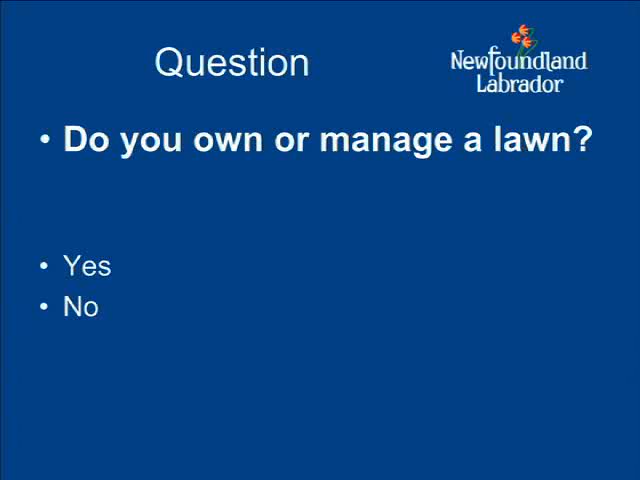 Question
Newfoundland
Labrador
• Do you own or manage a lawn?
• Yes
• No